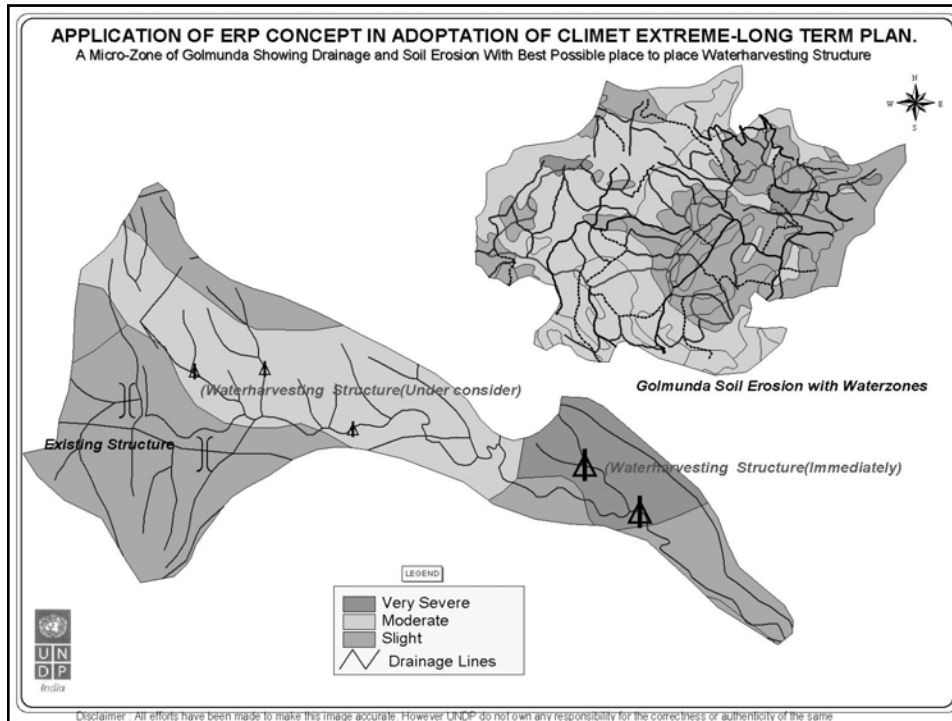 APPLICATION OF ERP CONCEPT IN ADOPTATION OF CLIMET EXTREME-LONG TERM PLAN.
A Micro-Zone of Golmunda Showing Drainage and Soil Erosion With Best Possible place to place Waterharvesting Structure
N
W E
S
Golmunda Soil Erosion with Waterzones
(Waterharvesting Structure(Under consider)
Existing Structure
(Waterharvesting Structure(Immediately)
LEGEND
Very Severe
Moderate
Slight
Drainage Lines
U N
D P
India
Disclaimer : All efforts have been made to make this image accurate. However UNDP do not own any responsibility for the correctness or authenticity of the same